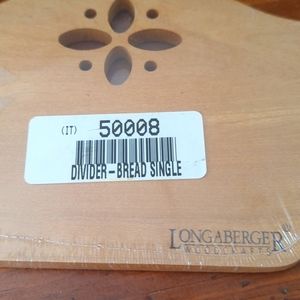 (IT) 50008
DIVIDER-BREAD SINGLE
LONGABERGER
WOODCRAFTS